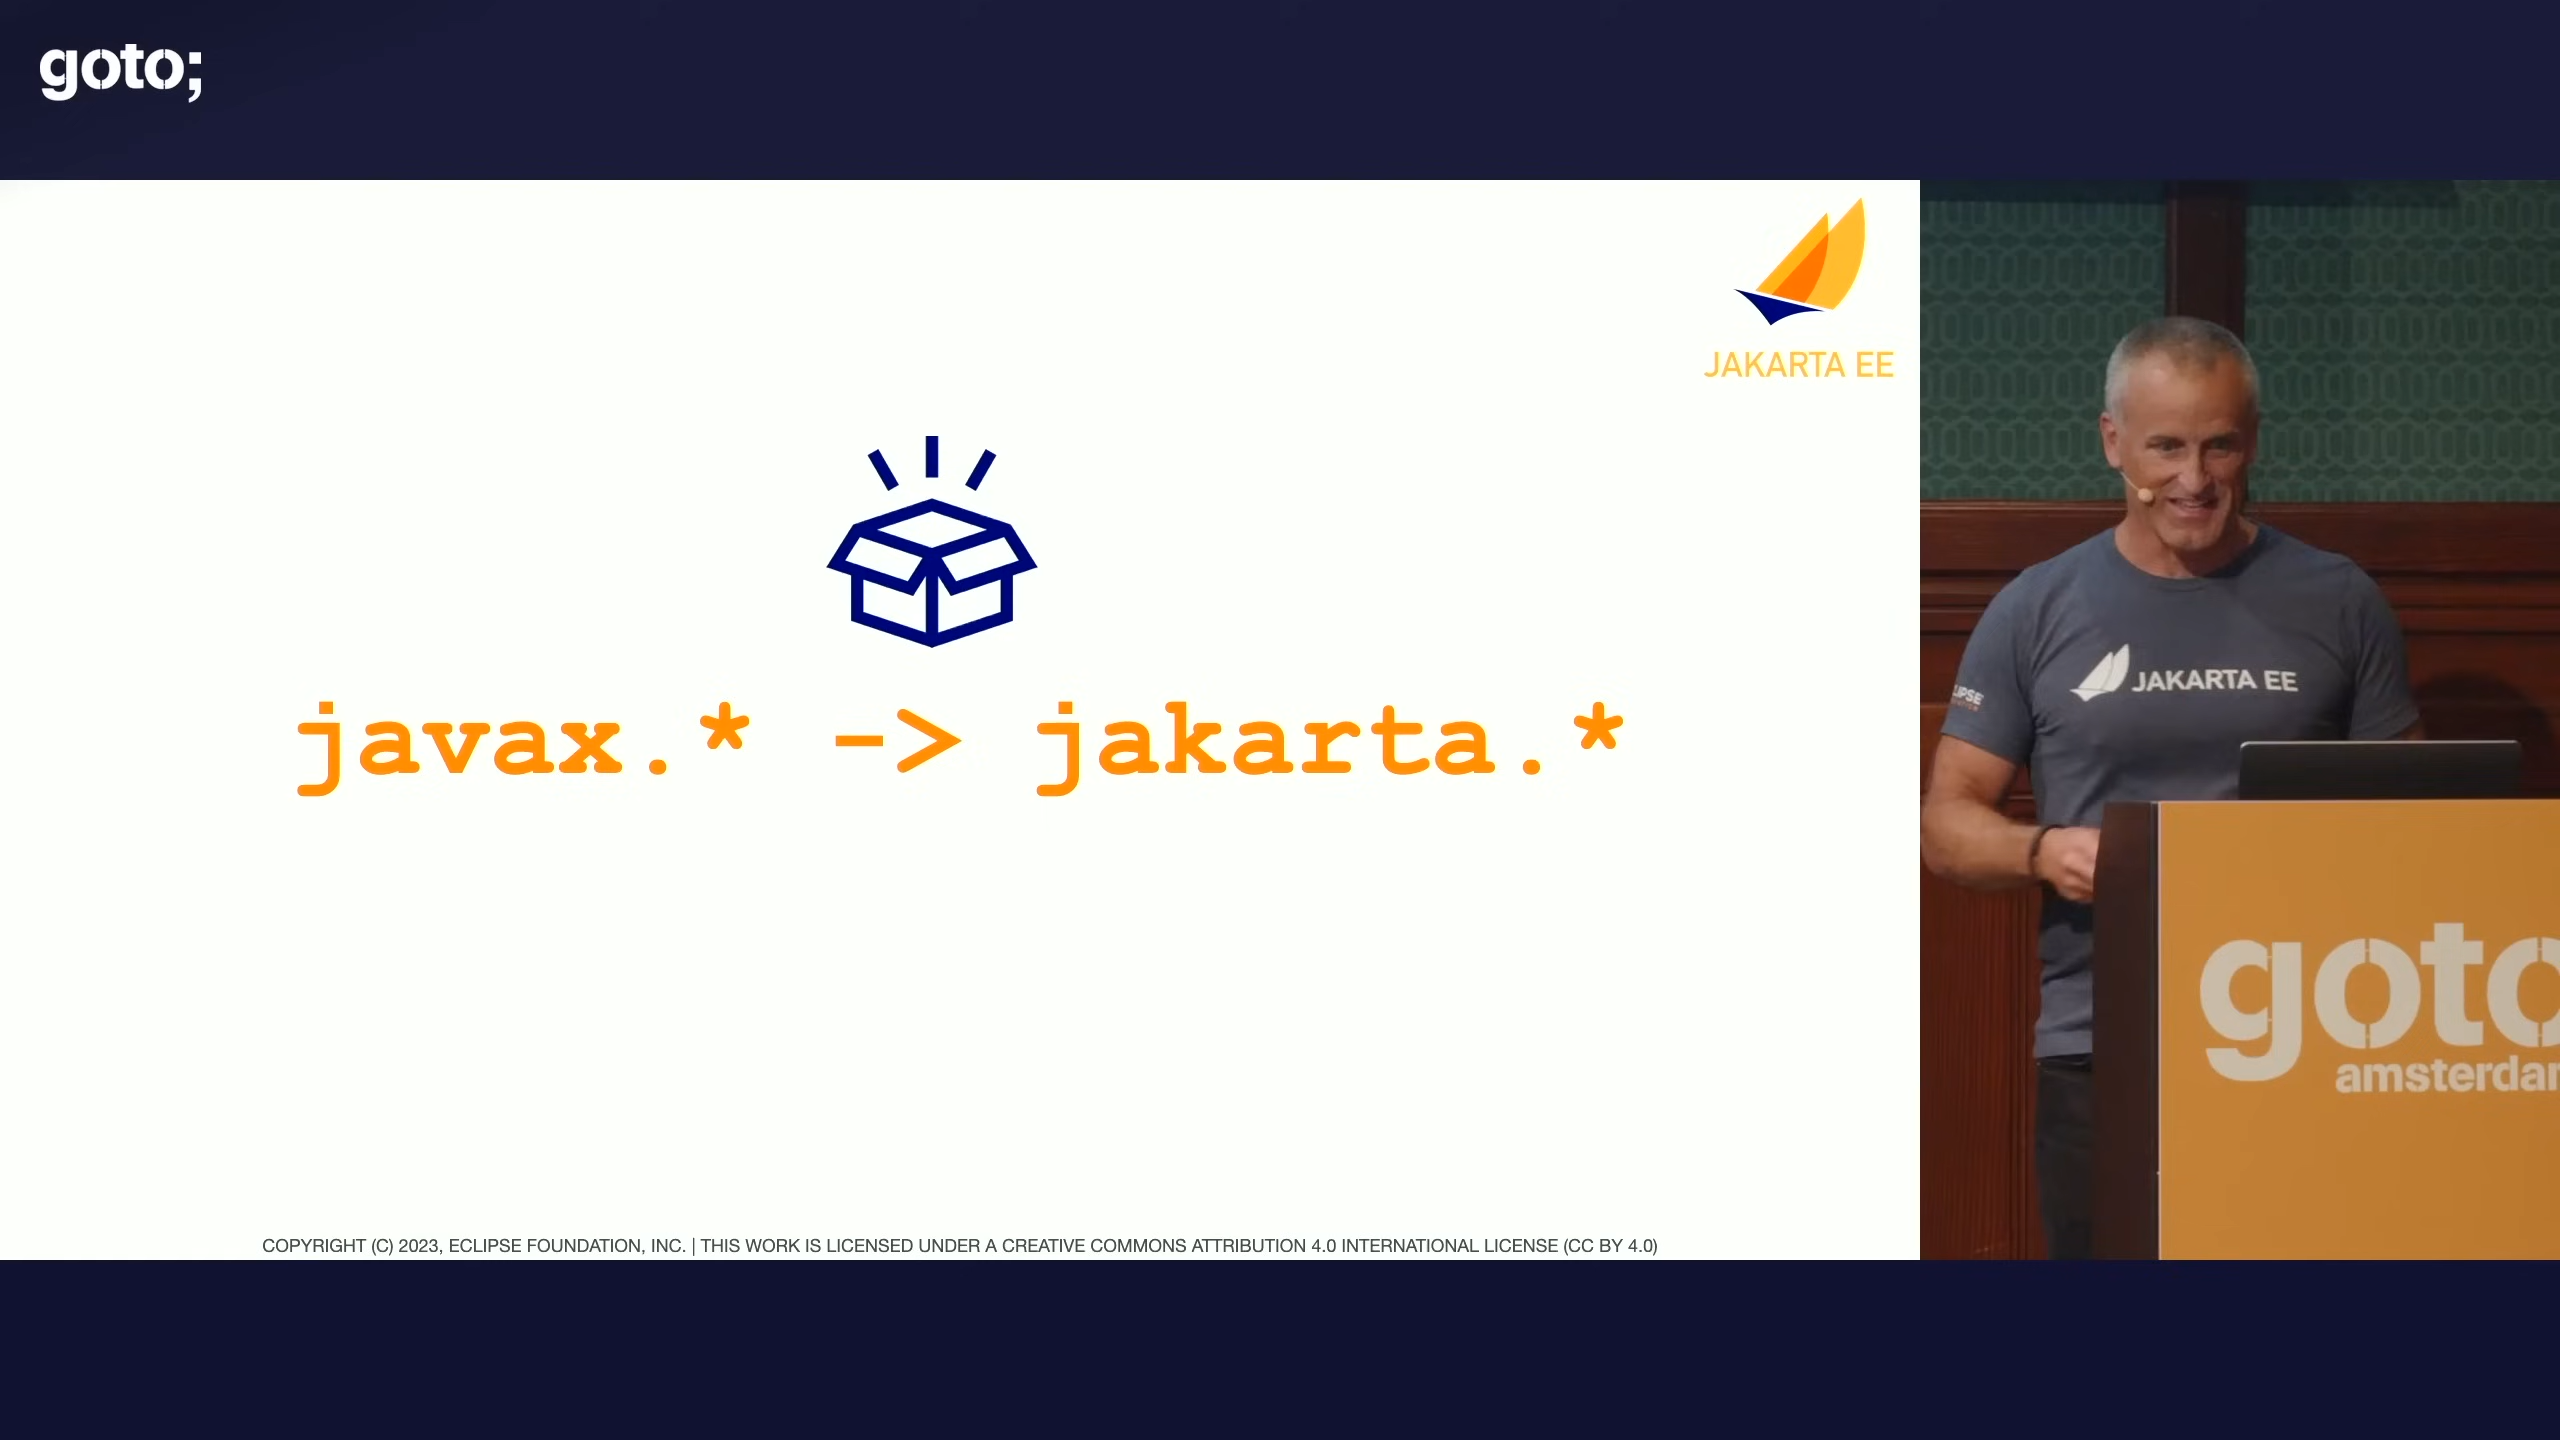 goto;
JAKARTA EE
javax.* -> jakarta.*
COPYRIGHT (C) 2023, ECLIPSE FOUNDATION, INC. | THIS WORK IS LICENSED UNDER A CREATIVE COMMONS ATTRIBUTION 4.0 INTERNATIONAL LICENSE (CC BY 4.0)
JAKARTA EE
goto